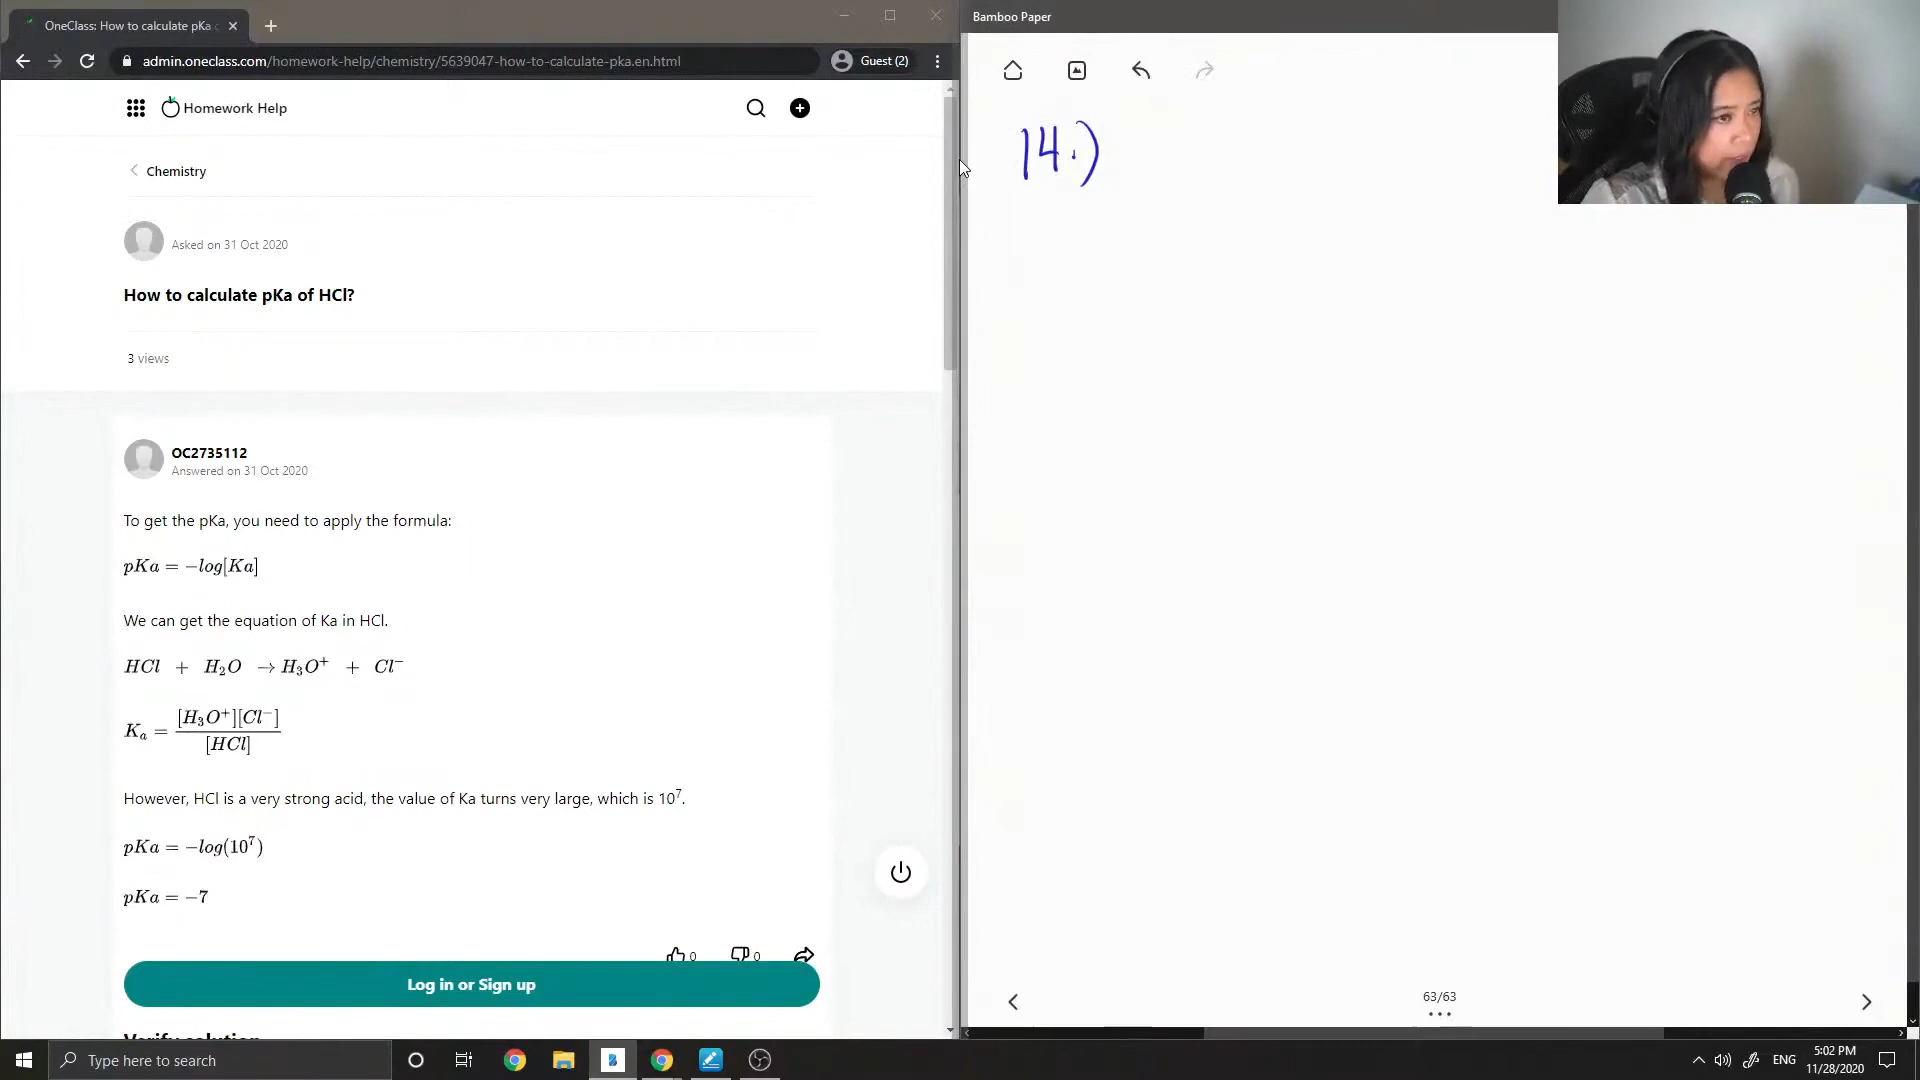 OneClass: How to calculate pKa
admin.oneclass.com/homework-help/chemistry/5639047-how-to-calculate-pka.en.html
Guest (2)
Homework Help
Chemistry
Asked on 31 Oct 2020
How to calculate pKa of HCl?
3 views
OC2735112
Answered on 31 Oct 2020
To get the pKa, you need to apply the formula:
pKa = −log[Ka]
We can get the equation of Ka in HCl.
HCl + H₂O → H₃O⁺ + Cl⁻
Kₐ = [H₃O⁺][Cl⁻] / [HCl]
However, HCl is a very strong acid, the value of Ka turns very large, which is 10⁷.
pKa = −log(10⁷)
pKa = −7
0 0
Log in or Sign up
Verify solution
Bamboo Paper
14.)
63/63
Type here to search
ENG
5:02 PM
11/28/2020